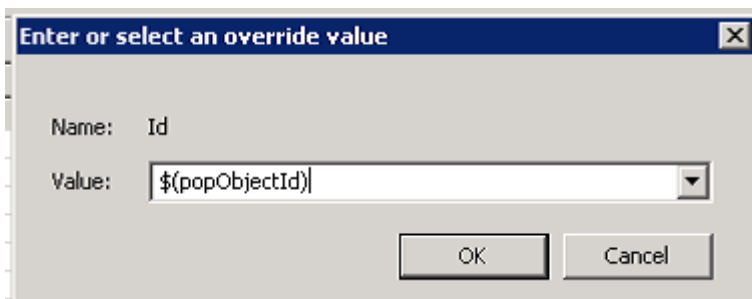 Enter or select an override value
Name: Id
Value: $(popObjectId)
OK Cancel